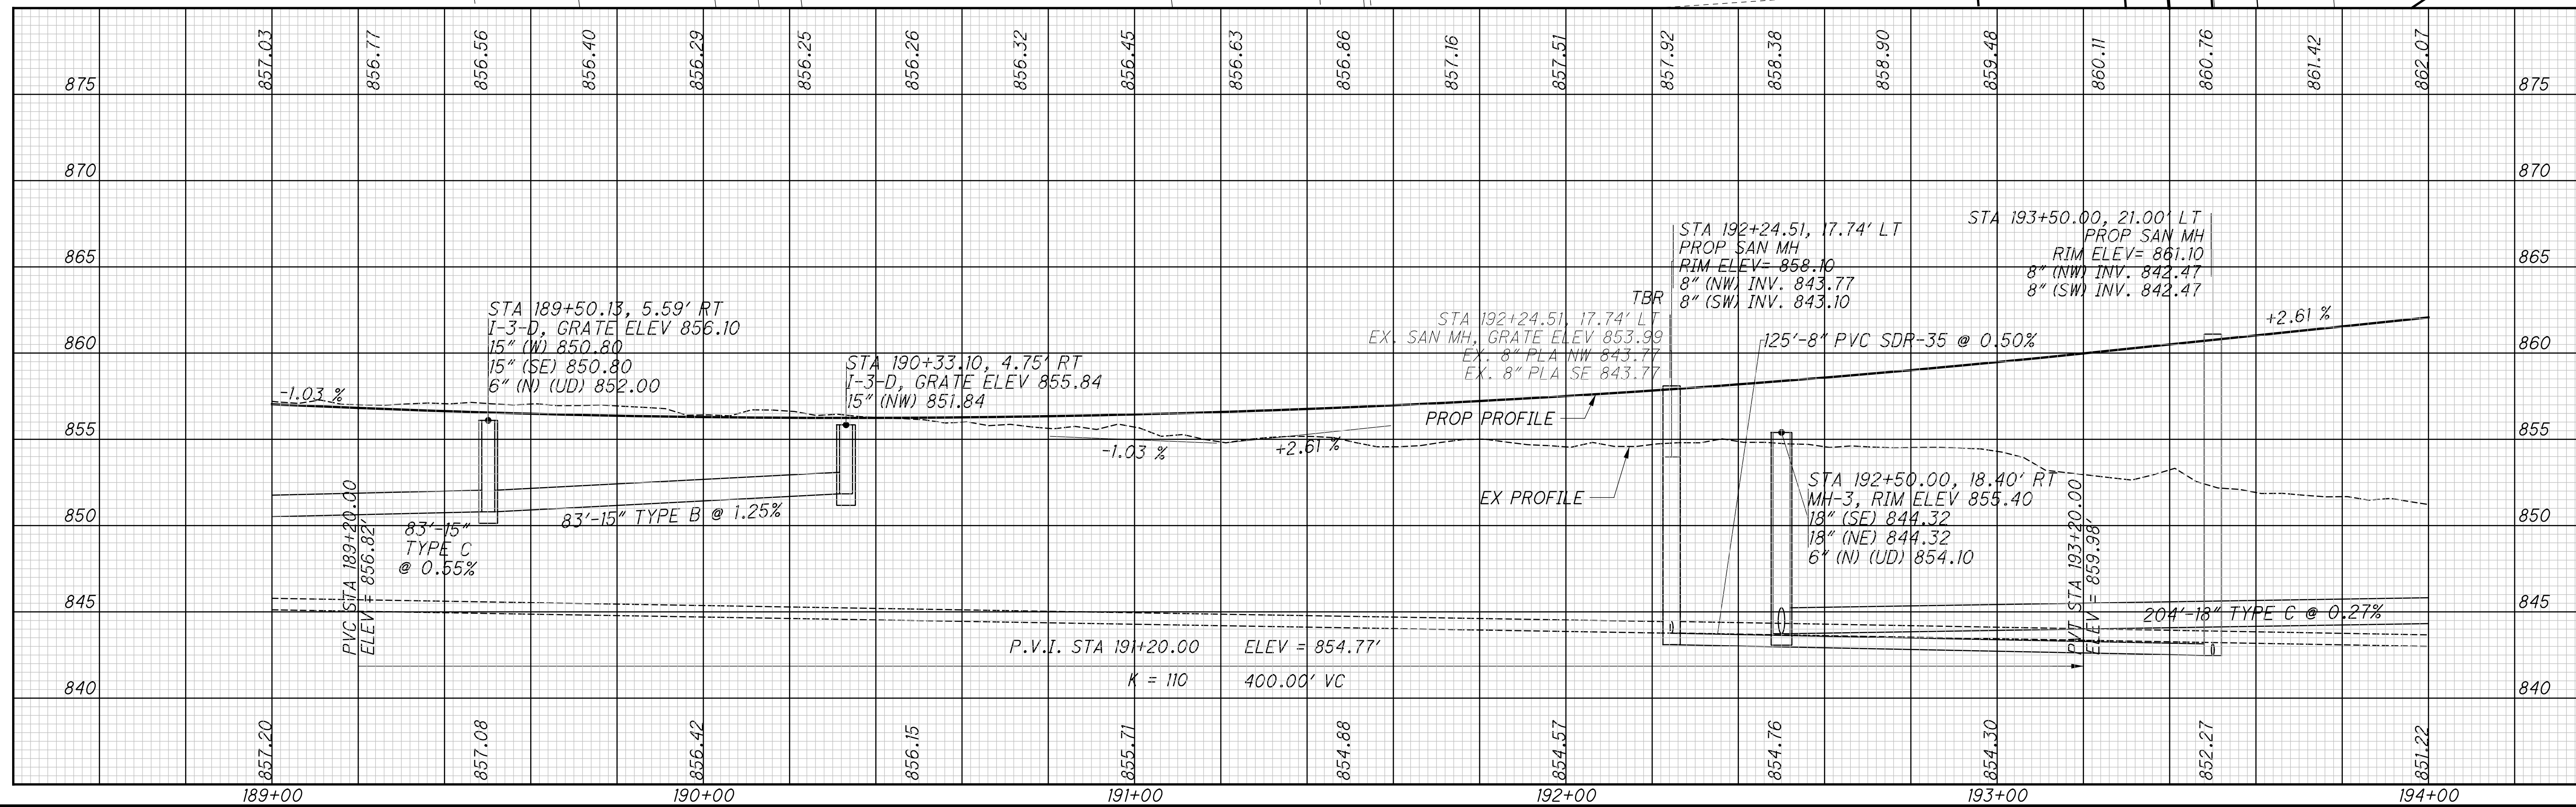 857.03
856.77
856.56
856.40
856.29
856.25
856.26
856.32
856.45
856.63
856.86
857.16
857.51
857.92
858.38
858.90
859.48
860.11
860.76
861.42
862.07
875
875
870
870
865
865
860
860
855
855
850
850
845
845
840
840
STA 189+50.13, 5.59' RT
I-3-D, GRATE ELEV 856.10
15" (W) 850.80
15" (SE) 850.80
6" (N) (UD) 852.00
STA 190+33.10, 4.75' RT
I-3-D, GRATE ELEV 855.84
15" (NW) 851.84
TBR
STA 192+24.51, 17.74' LT
EX. SAN MH, GRATE ELEV 853.99
EX. 8" PLA NW 843.77
EX. 8" PLA SE 843.77
STA 192+24.51, 17.74' LT
PROP SAN MH
RIM ELEV= 858.10
8" (NW) INV. 843.77
8" (SW) INV. 843.10
STA 193+50.00, 21.00' LT
PROP SAN MH
RIM ELEV= 861.10
8" (NW) INV. 842.47
8" (SW) INV. 842.47
125'-8" PVC SDR-35 @ 0.50%
+2.61 %
-1.03 %
PROP PROFILE
-1.03 %
+2.61 %
EX PROFILE
STA 192+50.00, 18.40' RT
MH-3, RIM ELEV 855.40
18" (SE) 844.32
18" (NE) 844.32
6" (N) (UD) 854.10
PVC STA 189+20.00
ELEV = 856.82'
83'-15"
TYPE C
@ 0.55%
83'-15" TYPE B @ 1.25%
PVT STA 193+20.00
ELEV = 859.98'
204'-18" TYPE C @ 0.27%
P.V.I. STA 191+20.00 ELEV = 854.77'
K = 110 400.00' VC
857.20
857.08
856.42
856.15
855.71
854.88
854.57
854.76
854.30
852.27
851.22
189+00
190+00
191+00
192+00
193+00
194+00